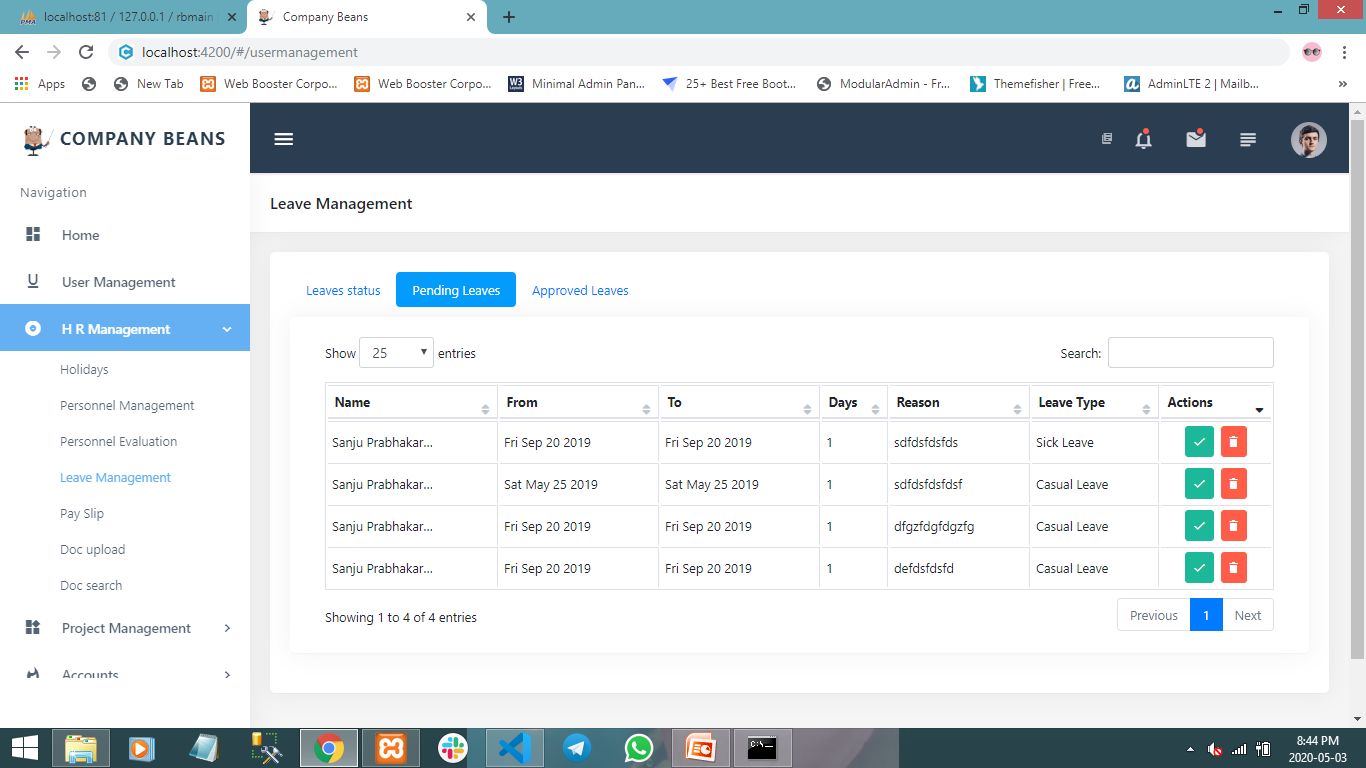 localhost:81 / 127.0.0.1 / rbmain
Company Beans
localhost:4200/#/usermanagement
Apps
New Tab
Web Booster Corpo...
Web Booster Corpo...
Minimal Admin Pan...
25+ Best Free Boot...
ModularAdmin - Fr...
Themefisher | Free...
AdminLTE 2 | Mailb...
COMPANY BEANS
Navigation
Home
User Management
H R Management
Holidays
Personnel Management
Personnel Evaluation
Leave Management
Pay Slip
Doc upload
Doc search
Project Management
Accounts
Leave Management
Leaves status Pending Leaves Approved Leaves
Show 25 entries Search:
Name From To Days Reason Leave Type Actions
Sanju Prabhakar... Fri Sep 20 2019 Fri Sep 20 2019 1 sdfdsfdsfds Sick Leave
Sanju Prabhakar... Sat May 25 2019 Sat May 25 2019 1 sdfdsfdsfdsf Casual Leave
Sanju Prabhakar... Fri Sep 20 2019 Fri Sep 20 2019 1 dfgzfdgfdgzfg Casual Leave
Sanju Prabhakar... Fri Sep 20 2019 Fri Sep 20 2019 1 defdsfdsfd Casual Leave
Showing 1 to 4 of 4 entries Previous 1 Next
8:44 PM
2020-05-03